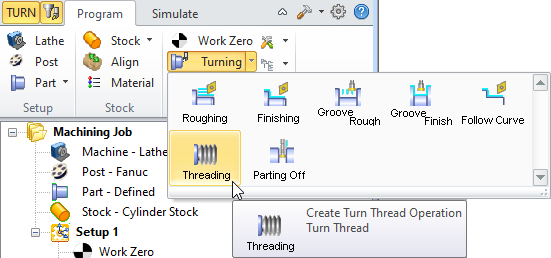 TURN Program Simulate
Lathe Stock Work Zero
Post Align Turning
Part Material
Setup Stock
Roughing Finishing Groove Rough Groove Finish Follow Curve
Threading Parting Off
Machining Job
Machine - Lathe
Post - Fanuc
Part - Defined
Stock - Cylinder Stock
Setup 1
Work Zero
Create Turn Thread Operation
Turn Thread
Threading